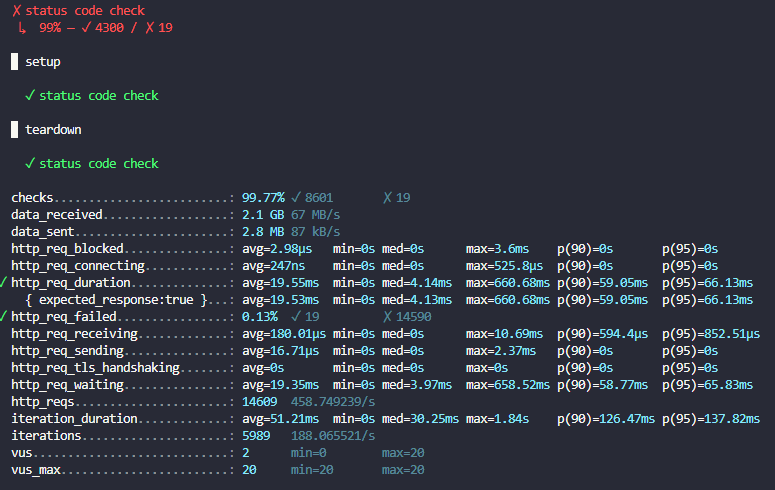 ✗ status code check
↳ 99% — ✓ 4300 / ✗ 19
█ setup
✓ status code check
█ teardown
✓ status code check
checks.........................: 99.77% ✓ 8601 ✗ 19
data_received..................: 2.1 GB 67 MB/s
data_sent......................: 2.8 MB 87 kB/s
http_req_blocked...............: avg=2.98µs min=0s med=0s max=3.6ms p(90)=0s p(95)=0s
http_req_connecting............: avg=247ns min=0s med=0s max=525.8µs p(90)=0s p(95)=0s
✓ http_req_duration..............: avg=19.55ms min=0s med=4.14ms max=660.68ms p(90)=59.05ms p(95)=66.13ms
{ expected_response:true }...: avg=19.53ms min=0s med=4.13ms max=660.68ms p(90)=59.05ms p(95)=66.13ms
✓ http_req_failed................: 0.13% ✓ 19 ✗ 14590
http_req_receiving.............: avg=180.01µs min=0s med=0s max=10.69ms p(90)=594.4µs p(95)=852.51µs
http_req_sending...............: avg=16.71µs min=0s med=0s max=2.37ms p(90)=0s p(95)=0s
http_req_tls_handshaking.......: avg=0s min=0s med=0s max=0s p(90)=0s p(95)=0s
http_req_waiting...............: avg=19.35ms min=0s med=3.97ms max=658.52ms p(90)=58.77ms p(95)=65.83ms
http_reqs......................: 14609 458.749239/s
iteration_duration.............: avg=51.21ms min=0s med=30.25ms max=1.84s p(90)=126.47ms p(95)=137.82ms
iterations.....................: 5989 188.065521/s
vus............................: 2 min=0 max=20
vus_max........................: 20 min=20 max=20